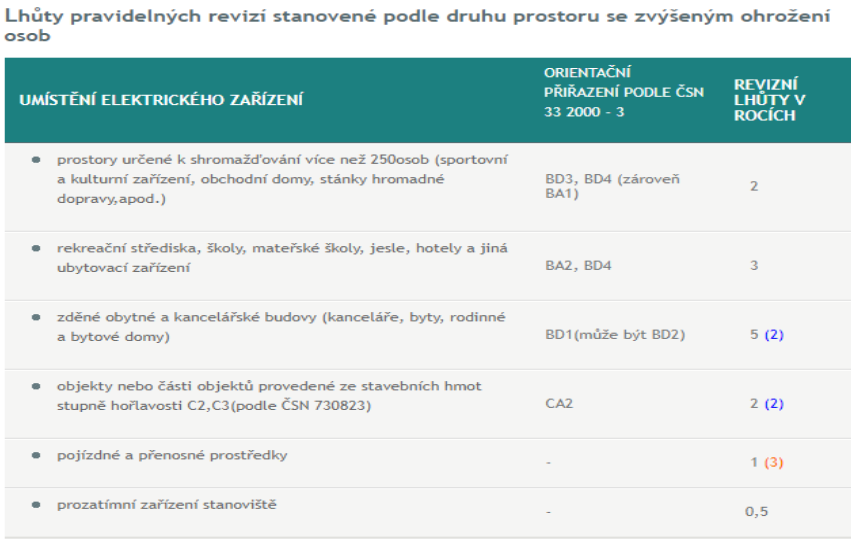 Lhůty pravidelných revizí stanovené podle druhu prostoru se zvýšeným ohrožení
osob
UMÍSTĚNÍ ELEKTRICKÉHO ZAŘÍZENÍ
ORIENTAČNÍ
PŘIŘAZENÍ PODLE ČSN
33 2000 - 3
REVIZNÍ
LHŮTY V
ROCÍCH
• prostory určené k shromažďování více než 250osob (sportovní
a kulturní zařízení, obchodní domy, stánky hromadné
dopravy,apod.)
BD3, BD4 (zároveň
BA1)
2
• rekreační střediska, školy, mateřské školy, jesle, hotely a jiná
ubytovací zařízení
BA2, BD4
3
• zděné obytné a kancelářské budovy (kanceláře, byty, rodinné
a bytové domy)
BD1(může být BD2)
5 (2)
• objekty nebo části objektů provedené ze stavebních hmot
stupně hořlavosti C2,C3(podle ČSN 730823)
CA2
2 (2)
• pojízdné a přenosné prostředky
-
1 (3)
• prozatímní zařízení stanoviště
-
0,5